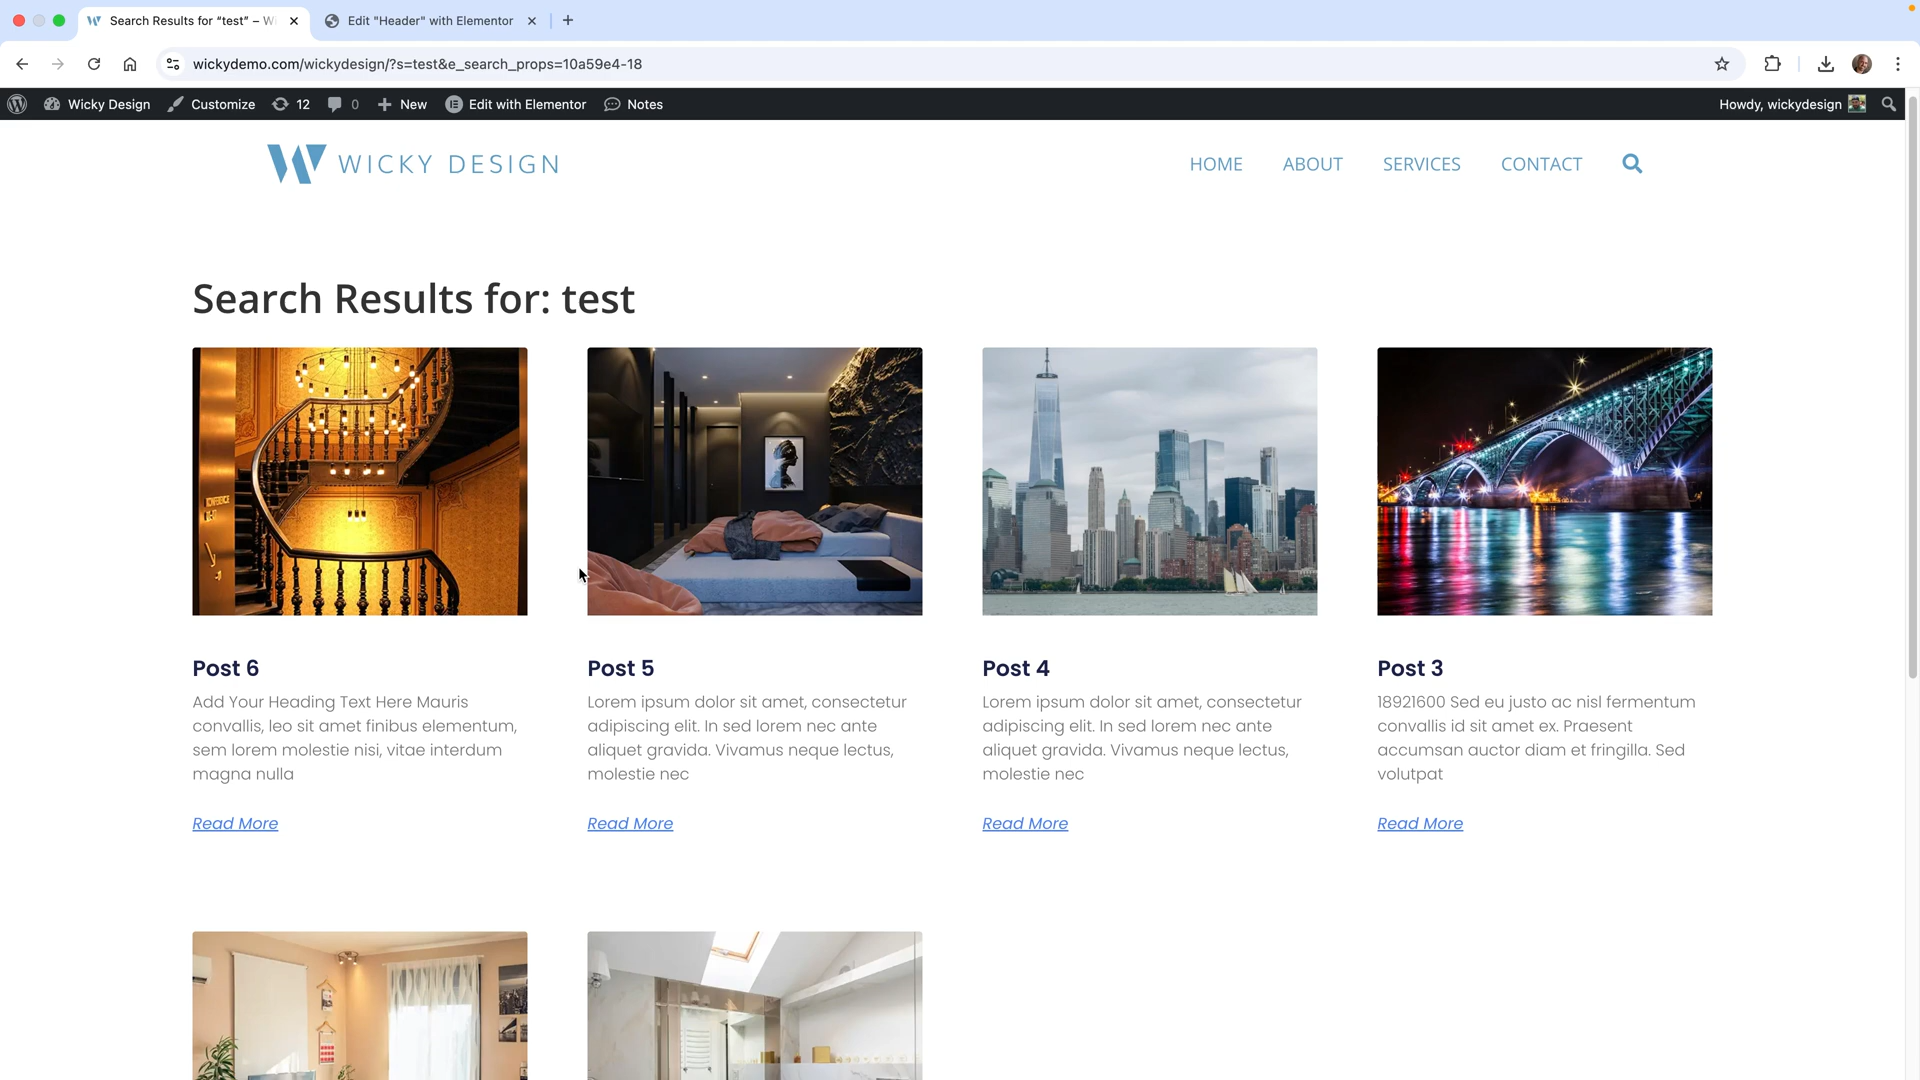 Search Results for “test” – Wi
Edit "Header" with Elementor
wickydemo.com/wickydesign/?s=test&e_search_props=10a59e4-18
Wicky Design
Customize
12
0
New
Edit with Elementor
Notes
Howdy, wickydesign
WICKY DESIGN
HOME
ABOUT
SERVICES
CONTACT
Search Results for: test
Post 6
Add Your Heading Text Here Mauris
convallis, leo sit amet finibus elementum,
sem lorem molestie nisi, vitae interdum
magna nulla
Read More
Post 5
Lorem ipsum dolor sit amet, consectetur
adipiscing elit. In sed lorem nec ante
aliquet gravida. Vivamus neque lectus,
molestie nec
Read More
Post 4
Lorem ipsum dolor sit amet, consectetur
adipiscing elit. In sed lorem nec ante
aliquet gravida. Vivamus neque lectus,
molestie nec
Read More
Post 3
18921600 Sed eu justo ac nisl fermentum
convallis id sit amet ex. Praesent
accumsan auctor diam et fringilla. Sed
volutpat
Read More